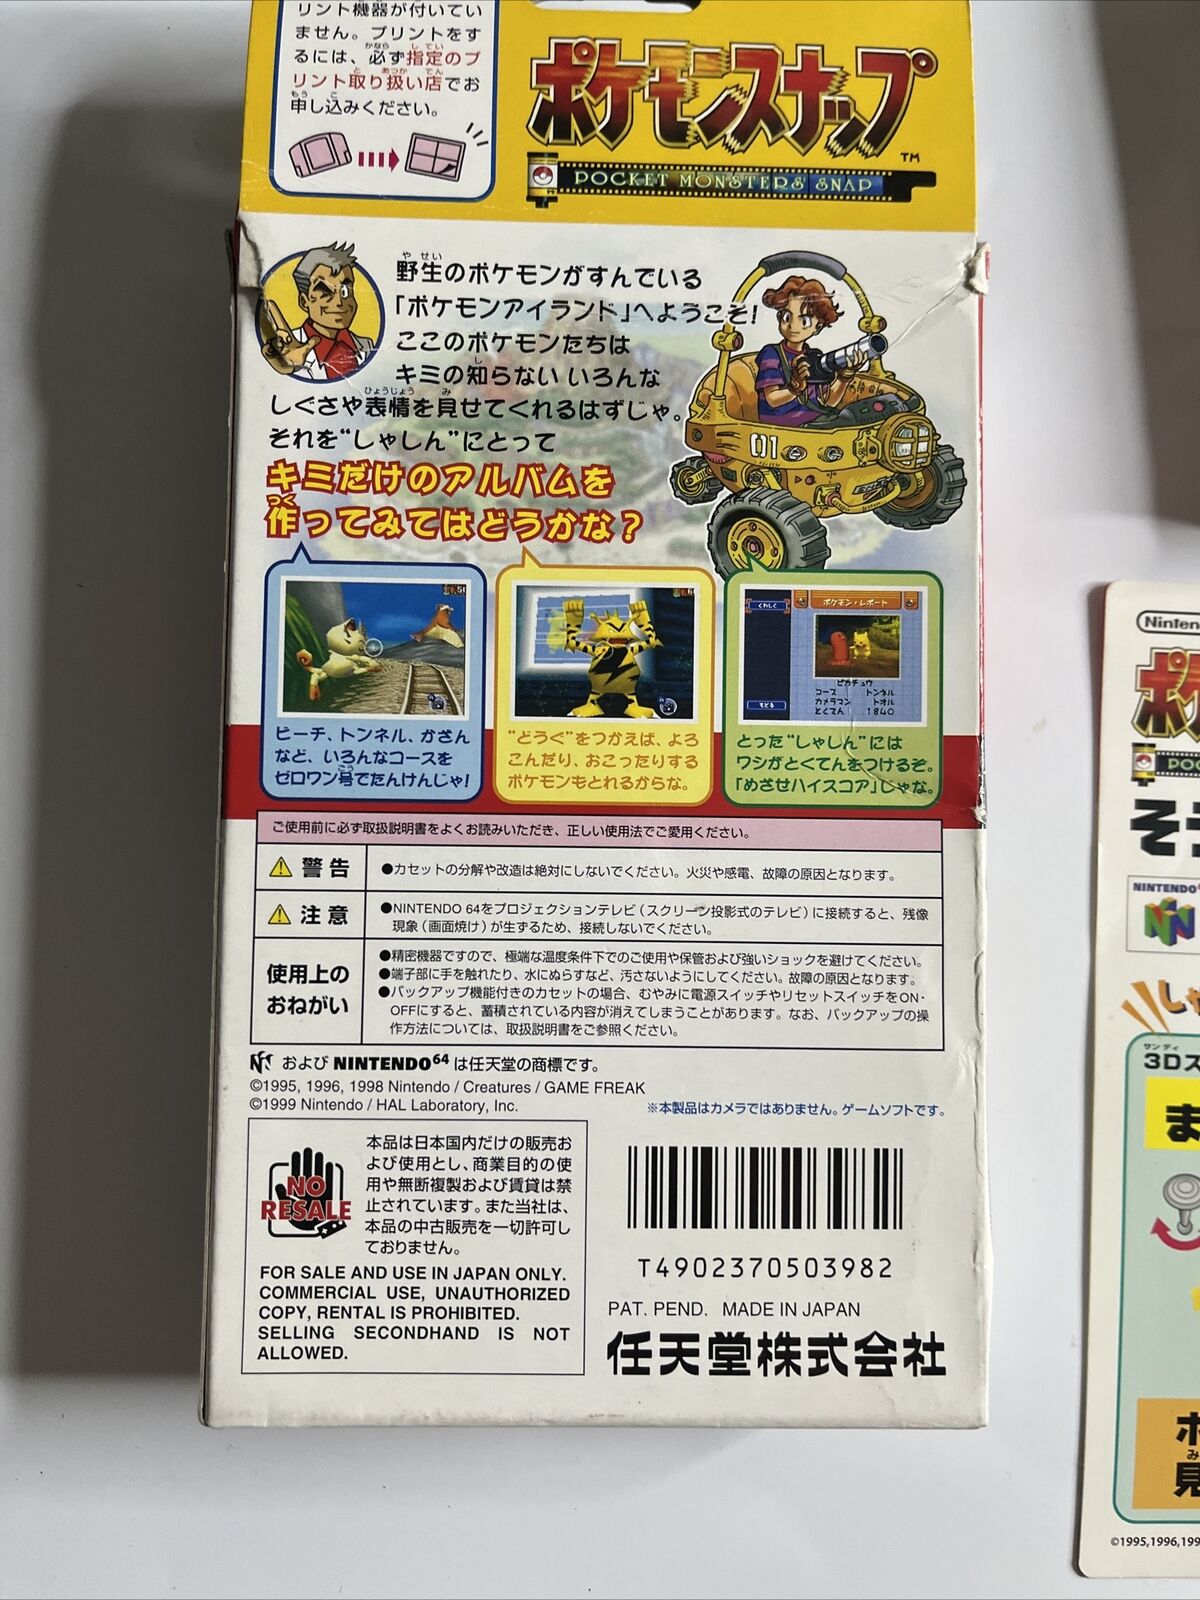 リント機器が付いてい
ません。プリントをす
るには、必ず指定のプ
リント取り扱い店でお
申し込みください。
ポケモンスナップ
TM
POCKET MONSTERS SNAP
野生のポケモンがすんでいる
「ポケモンアイランド」へようこそ!
ここのポケモンたちは
キミの知らない いろんな
しぐさや表情を見せてくれるはずじゃ。
それを"しゃしん"にとって
キミだけのアルバムを
作ってみてはどうかな?
01
ポケモン・レポート
くわしく
ピカチュウ
コース トンネル
カメラマン トオル
とくてん 1840
もどる
ビーチ、トンネル、かざん
など、いろんなコースを
ゼロワン号でたんけんじゃ!
"どうぐ"をつかえば、よろ
こんだり、おこったりする
ポケモンもとれるからな。
とった"しゃしん"には
ワシがとくてんをつけるぞ。
「めざせハイスコア」じゃな。
ご使用前に必ず取扱説明書をよくお読みいただき、正しい使用法でご愛用ください。
警告
●カセットの分解や改造は絶対にしないでください。火災や感電、故障の原因となります。
注意
●NINTENDO 64をプロジェクションテレビ(スクリーン投影式のテレビ)に接続すると、残像
現象(画面焼け)が生ずるため、接続しないでください。
使用上の
おねがい
●精密機器ですので、極端な温度条件下でのご使用や保管および強いショックを避けてください。
●端子部に手を触れたり、水にぬらすなど、汚さないようにしてください。故障の原因となります。
●バックアップ機能付きのカセットの場合、むやみに電源スイッチやリセットスイッチをON・
OFFにすると、蓄積されている内容が消えてしまうことがあります。なお、バックアップの操
作方法については、取扱説明書をご参照ください。
および NINTENDO64 は任天堂の商標です。
©1995, 1996, 1998 Nintendo / Creatures / GAME FREAK
©1999 Nintendo / HAL Laboratory, Inc.
※本製品はカメラではありません。ゲームソフトです。
NO
RESALE
本品は日本国内だけの販売お
よび使用とし、商業目的の使
用や無断複製および賃貸は禁
止されています。また当社は、
本品の中古販売を一切許可し
ておりません。
FOR SALE AND USE IN JAPAN ONLY.
COMMERCIAL USE, UNAUTHORIZED
COPY, RENTAL IS PROHIBITED.
SELLING SECONDHAND IS NOT
ALLOWED.
T4902370503982
PAT. PEND. MADE IN JAPAN
任天堂株式会社
Ninten
ポ
POC
そ
NINTENDO
しゃ
3Dス
ま
ポ
見
©1995,1996,199